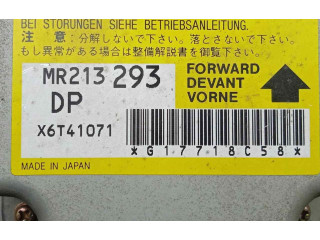 BEI STÖRUNGEN SIEHE BETRIEBSANLEITUNG.
注 意：分解しないで下さい。落とさないで下さい。
もし異常がある場合は整備解説書を御覧下さい。
MR213 293
DP
X6T41071
FORWARD
DEVANT
VORNE
*G17718C58*
MADE IN JAPAN